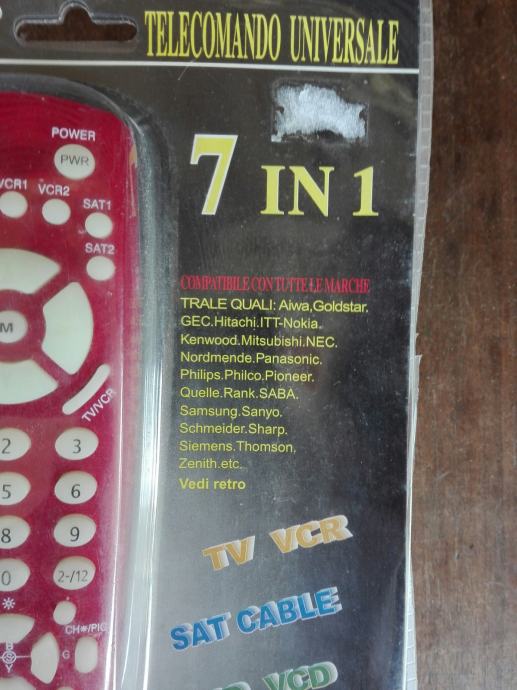 TELECOMANDO UNIVERSALE
7 IN 1
COMPATIBILE CON TUTTE LE MARCHE
TRALE QUALI: Aiwa,Goldstar.
GEC.Hitachi.ITT-Nokia.
Kenwood.Mitsubishi.NEC.
Nordmende.Panasonic.
Philips.Philco.Pioneer.
Quelle.Rank.SABA.
Samsung.Sanyo.
Schmeider.Sharp.
Siemens.Thomson.
Zenith.etc.
Vedi retro
TV VCR
SAT CABLE
VCD
POWER
PWR
VCR1 VCR2
SAT1
SAT2
M
TV/VCR
2 3
5 6
8 9
0 2-/12
G